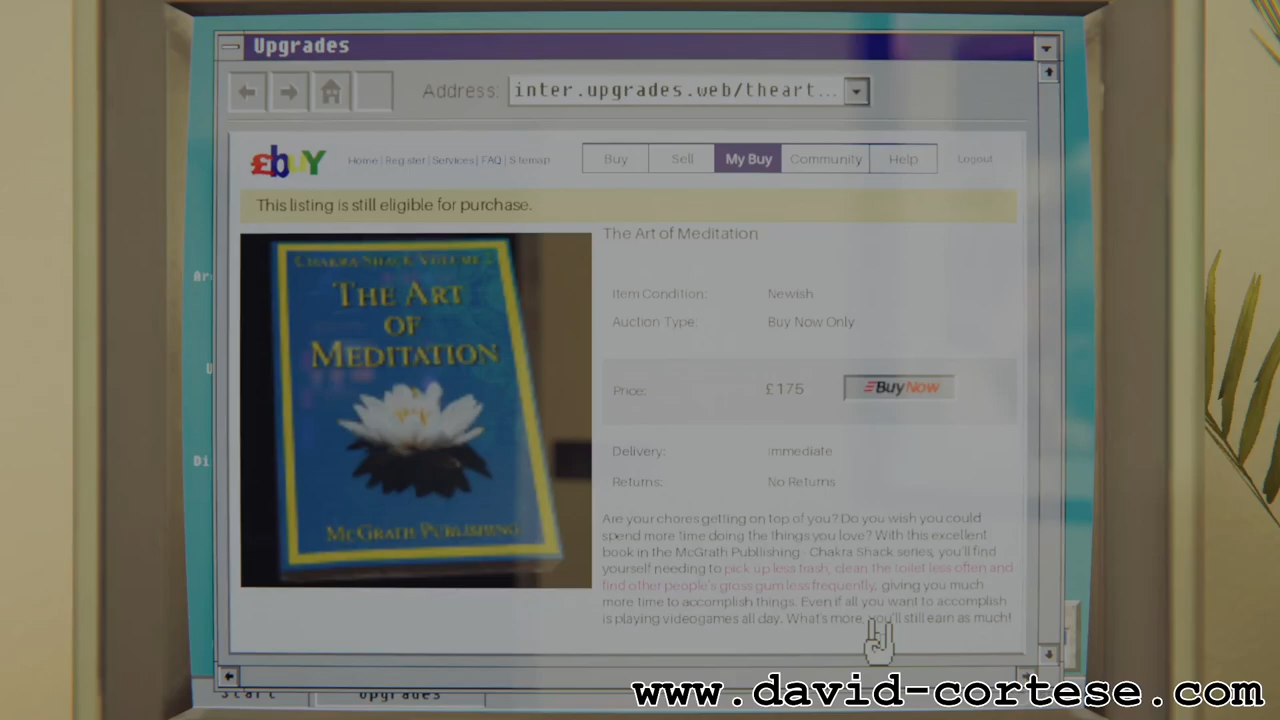 Upgrades
Address: inter.upgrades.web/theart...
£buY
Home | Register | Services | FAQ | Sitemap
Buy Sell My Buy Community Help Logout
This listing is still eligible for purchase.
CHAKRA SHACK VOLUME
THE ART
OF
MEDITATION
MCGRATH PUBLISHING
The Art of Meditation
Item Condition: Newish
Auction Type: Buy Now Only
Price: £175 BuyNow
Delivery: Immediate
Returns: No Returns
Are your chores getting on top of you? Do you wish you could
spend more time doing the things you love? With this excellent
book in the McGrath Publlishing - Chakra Shack series, you'll find
yourself needing to pick up less trash, clean the toilet less often and
find other people's gross gum less frequently, giving you much
more time to accomplish things. Even if all you want to accomplish
is playing videogames all day. What's more, you'll still earn as much!
Start Upgrades
www.david-cortese.com